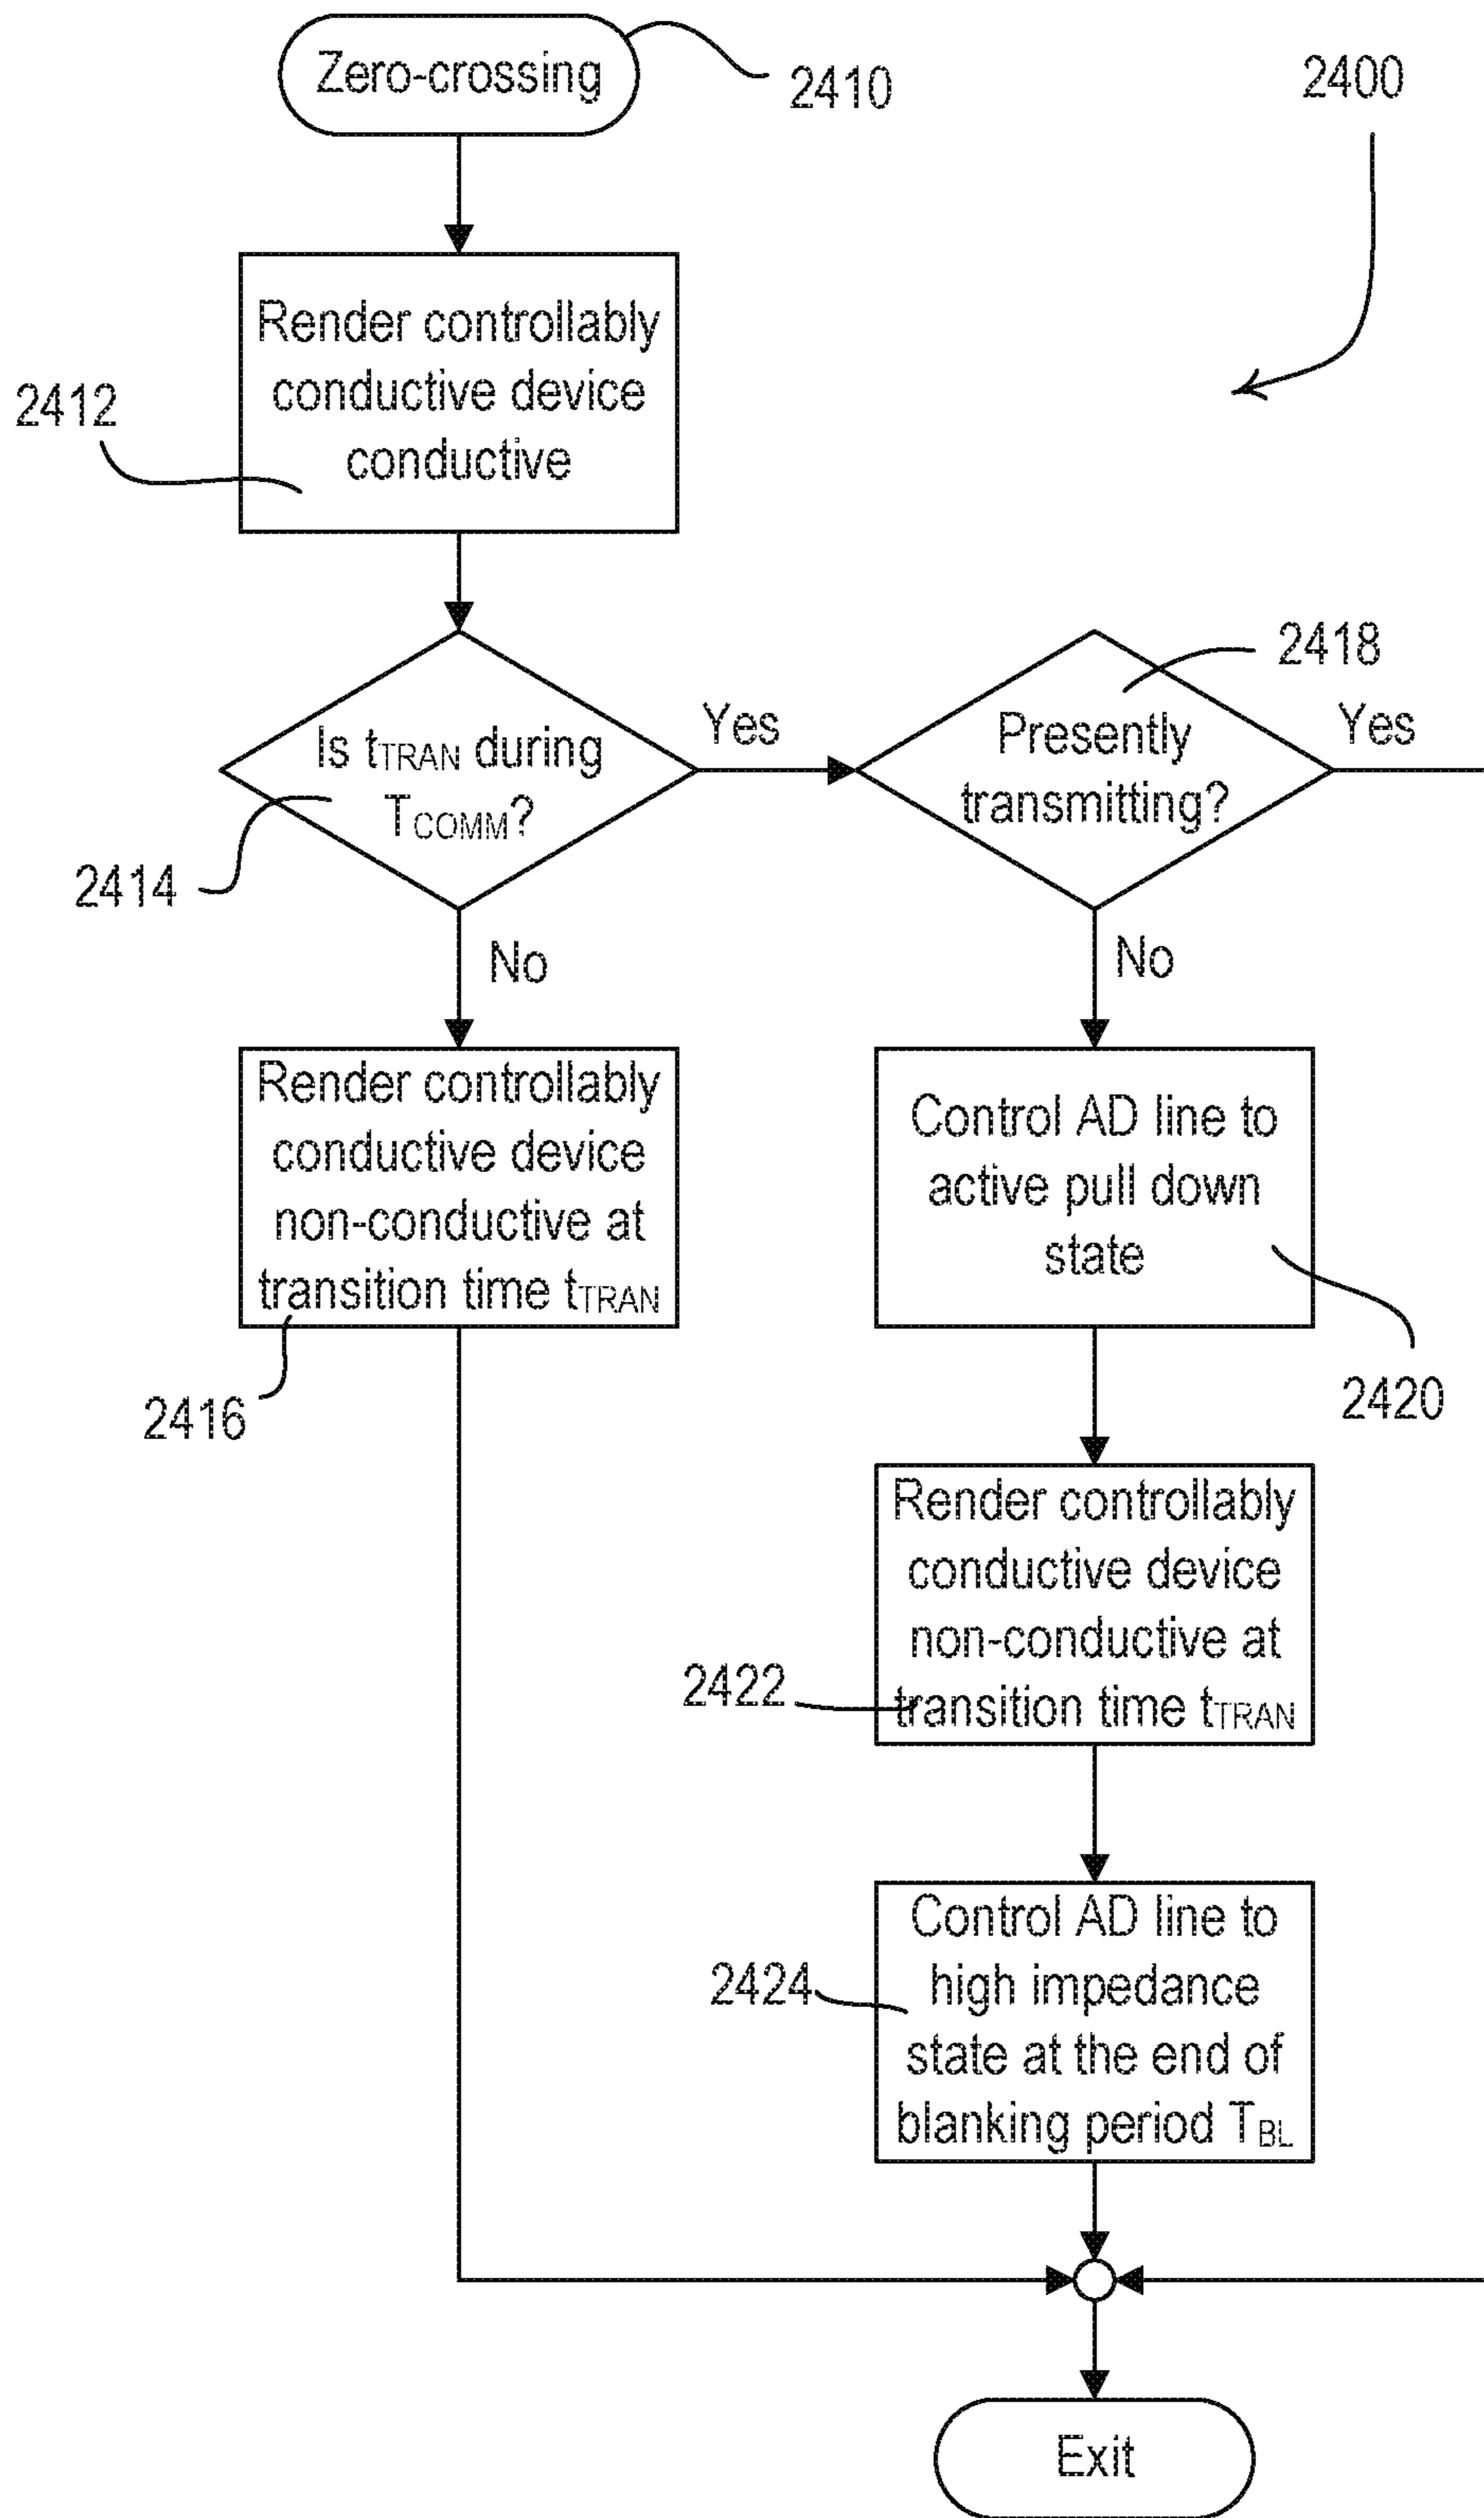 Zero-crossing
2410
2400
Render controllably
conductive device
conductive
2412
Is tTRAN during
TCOMM?
2414
Yes
Presently
transmitting?
2418
Yes
No
No
Render controllably
conductive device
non-conductive at
transition time tTRAN
2416
Control AD line to
active pull down
state
2420
Render controllably
conductive device
non-conductive at
transition time tTRAN
2422
Control AD line to
high impedance
state at the end of
blanking period TBL
2424
Exit